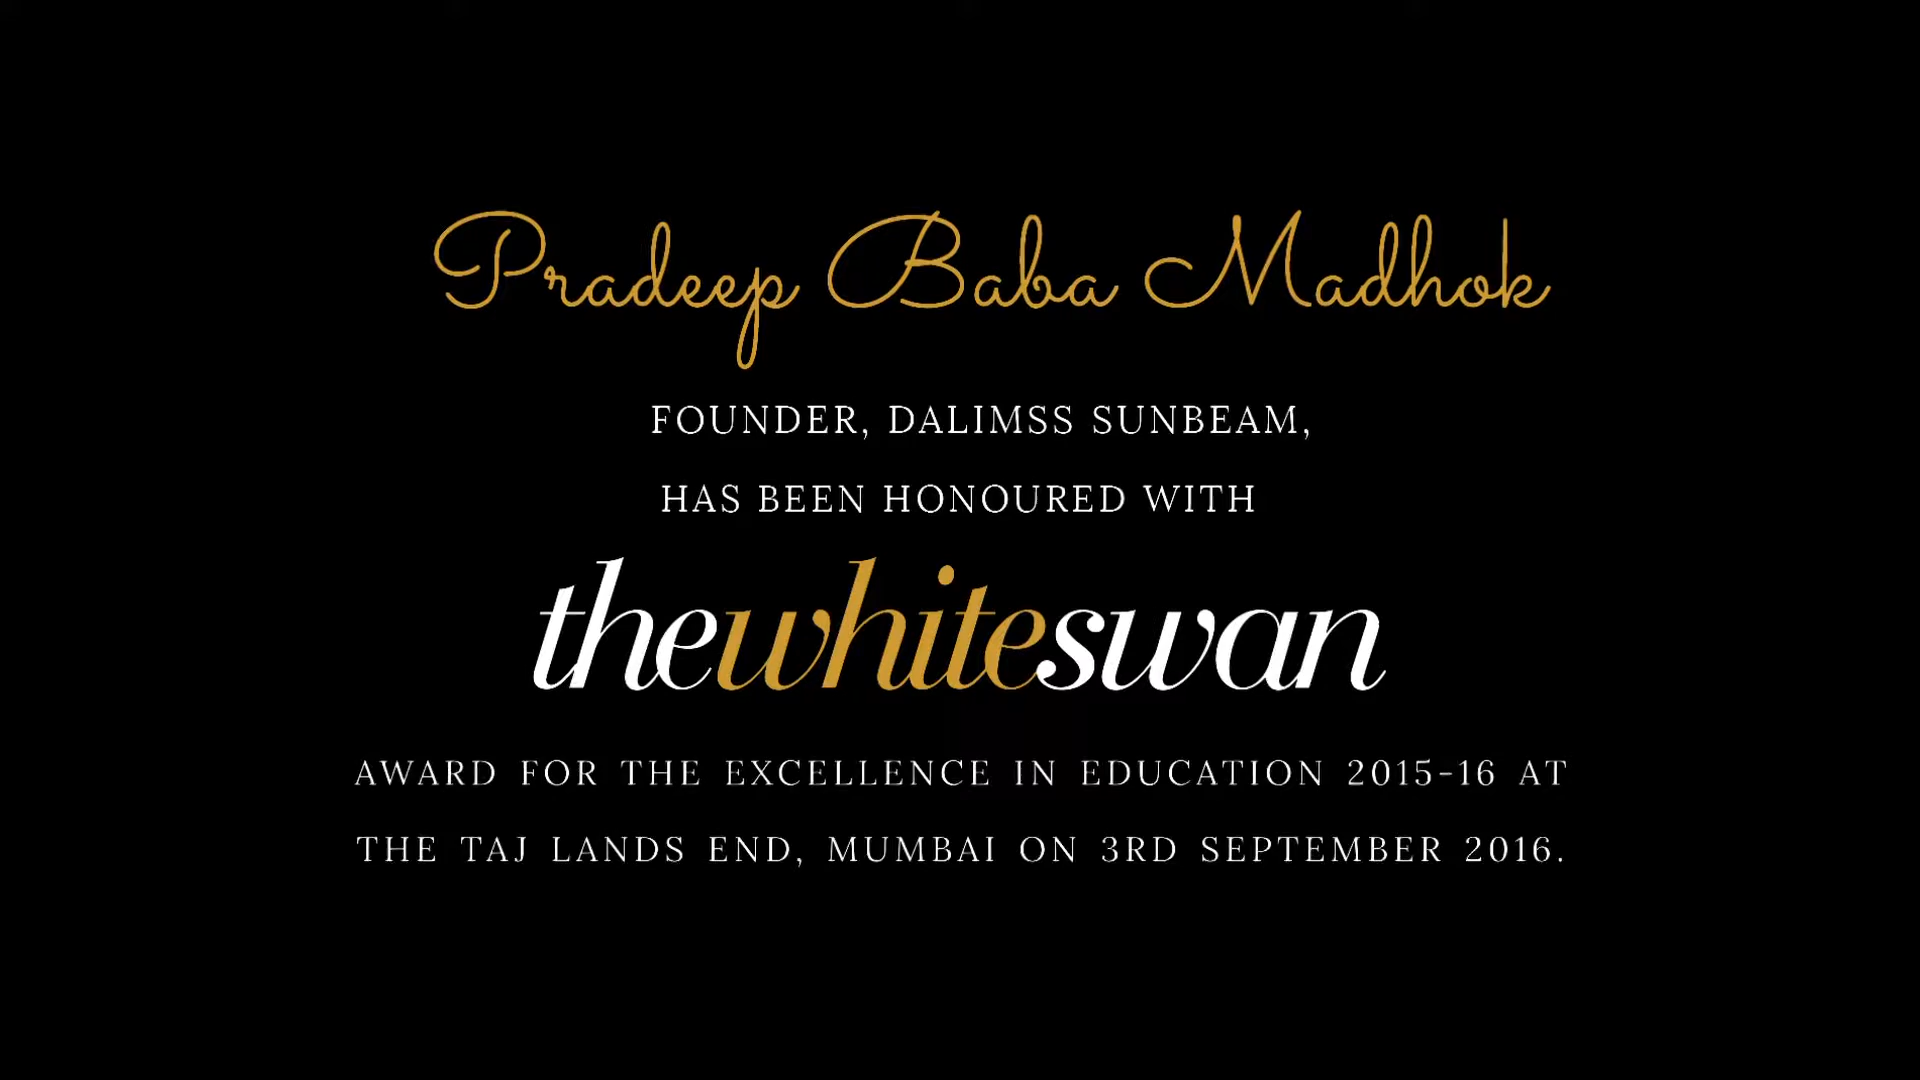 Pradeep Baba Madhok
FOUNDER, DALIMSS SUNBEAM,
HAS BEEN HONOURED WITH
thewhiteswan
AWARD FOR THE EXCELLENCE IN EDUCATION 2015-16 AT
THE TAJ LANDS END, MUMBAI ON 3RD SEPTEMBER 2016.